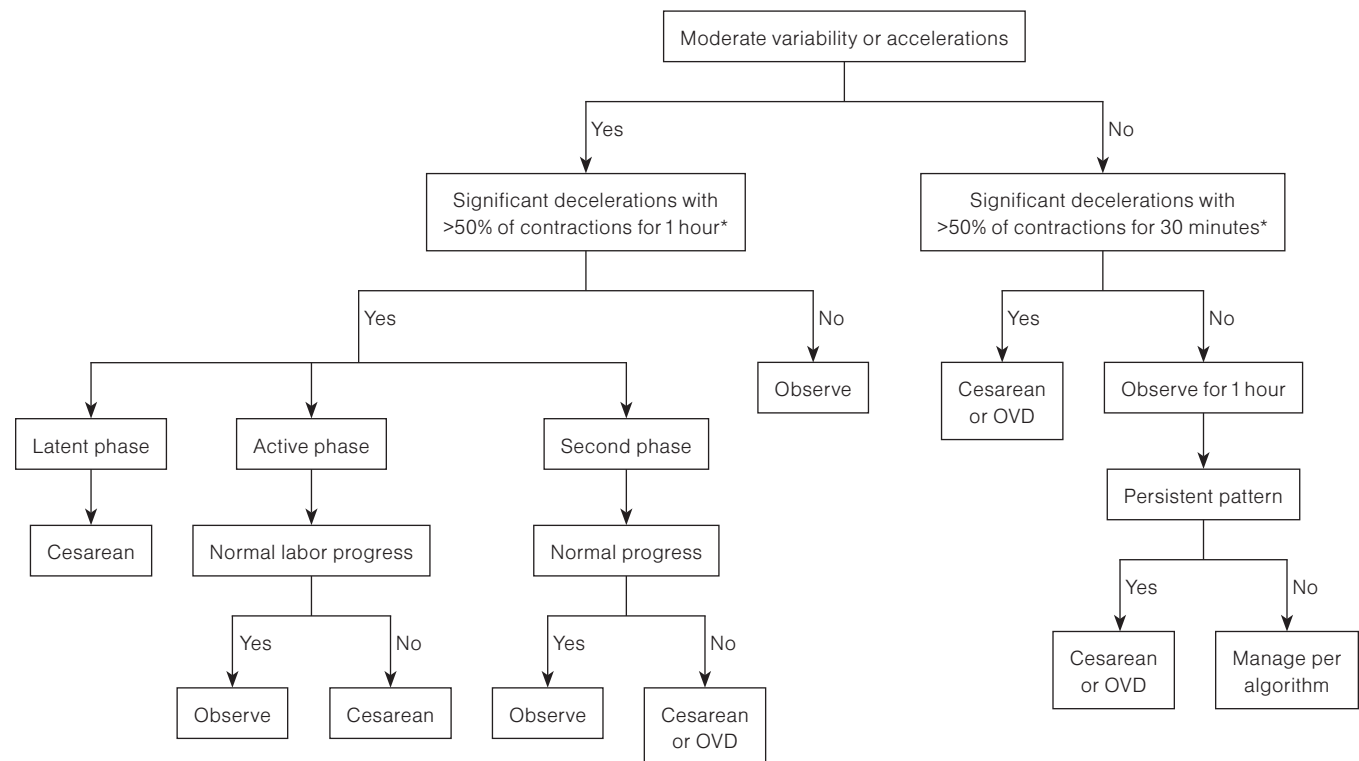 Moderate variability or accelerations
Yes
No
Significant decelerations with
>50% of contractions for 1 hour*
Significant decelerations with
>50% of contractions for 30 minutes*
Yes
No
Yes
No
Observe
Cesarean
or OVD
Observe for 1 hour
Latent phase
Active phase
Second phase
Persistent pattern
Cesarean
Normal labor progress
Normal progress
Yes
No
Yes
No
Yes
No
Observe
Cesarean
Observe
Cesarean
or OVD
Cesarean
or OVD
Manage per
algorithm